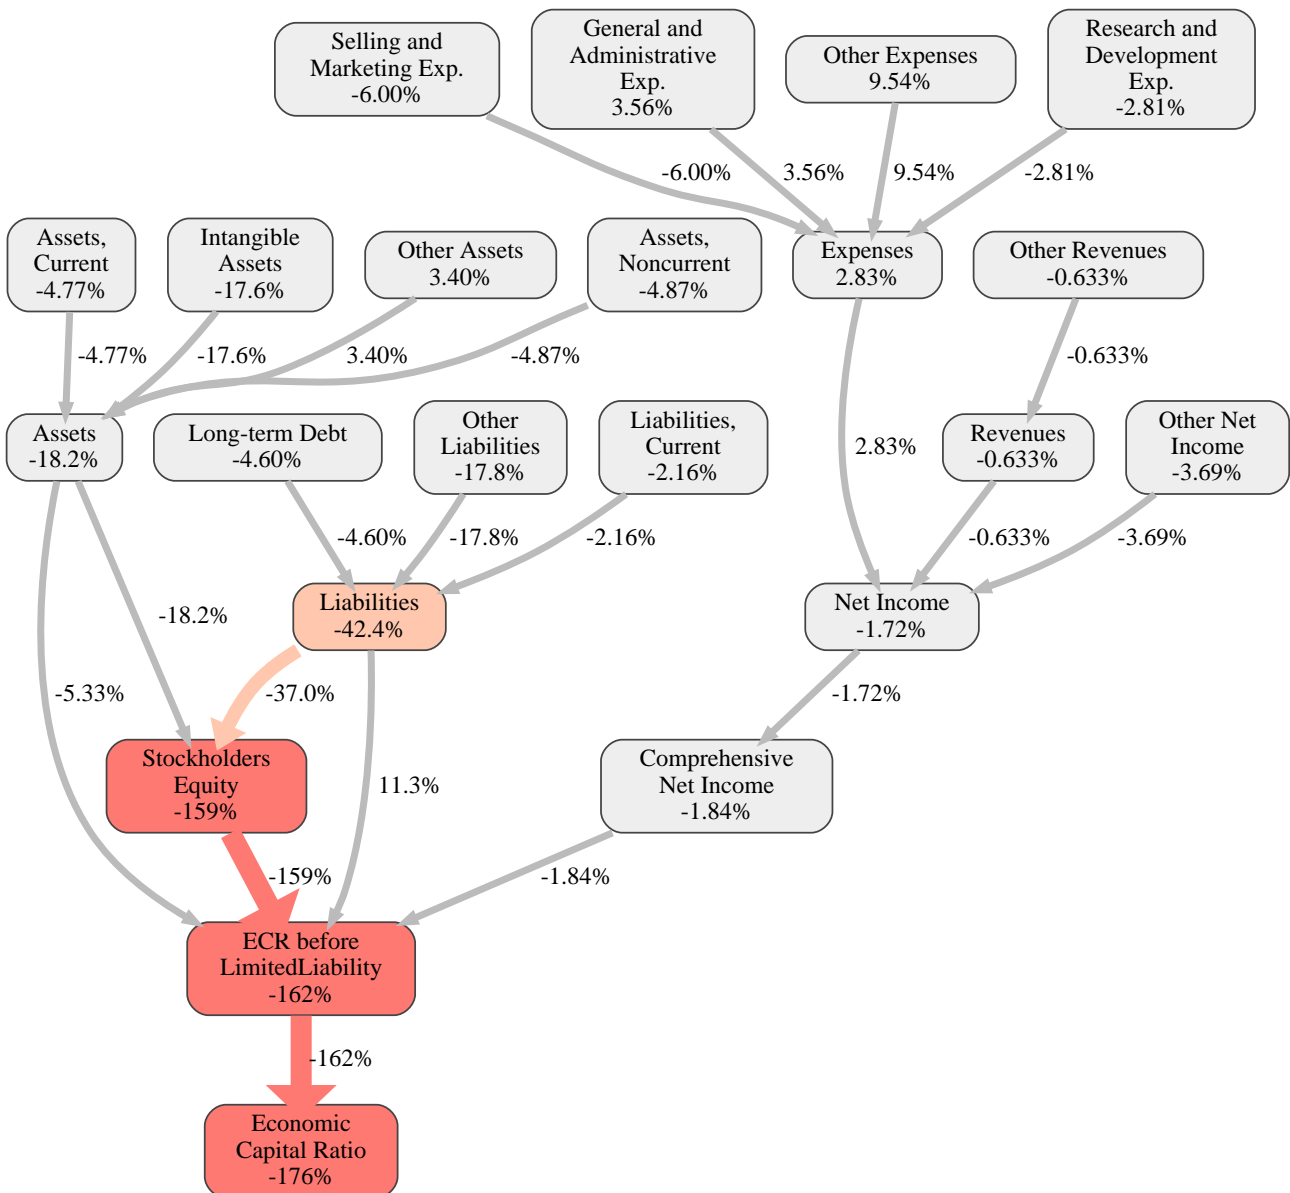 Selling and
Marketing Exp.
-6.00%
General and
Administrative
Exp.
3.56%
Other Expenses
9.54%
Research and
Development
Exp.
-2.81%
-6.00%
3.56%
9.54%
-2.81%
Assets,
Current
-4.77%
Intangible
Assets
-17.6%
Other Assets
3.40%
Assets,
Noncurrent
-4.87%
Expenses
2.83%
Other Revenues
-0.633%
-4.77%
-17.6%
3.40%
-4.87%
-0.633%
Assets
-18.2%
Long-term Debt
-4.60%
Other
Liabilities
-17.8%
Liabilities,
Current
-2.16%
2.83%
Revenues
-0.633%
Other Net
Income
-3.69%
-4.60%
-17.8%
-2.16%
-0.633%
-3.69%
Liabilities
-42.4%
Net Income
-1.72%
-18.2%
-5.33%
-37.0%
-1.72%
Stockholders
Equity
-159%
11.3%
Comprehensive
Net Income
-1.84%
-159%
-1.84%
ECR before
LimitedLiability
-162%
-162%
Economic
Capital Ratio
-176%